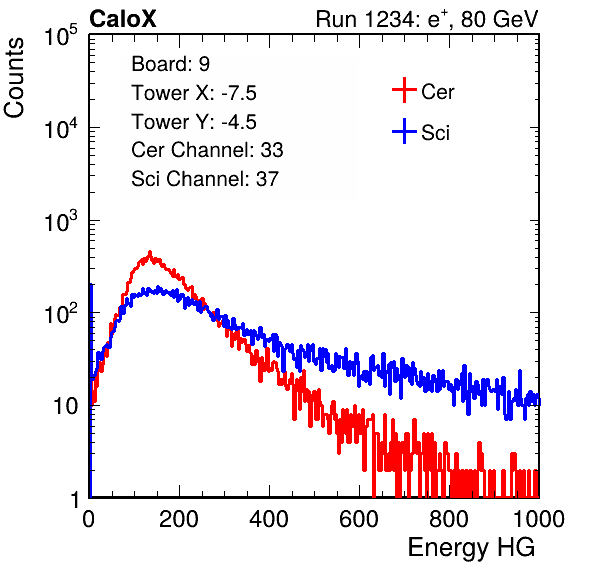 CaloX Run 1234: e⁺, 80 GeV
Counts
10⁵
10⁴
10³
10²
10
1
Board: 9
Tower X: -7.5
Tower Y: -4.5
Cer Channel: 33
Sci Channel: 37
Cer
Sci
0 200 400 600 800 1000
Energy HG